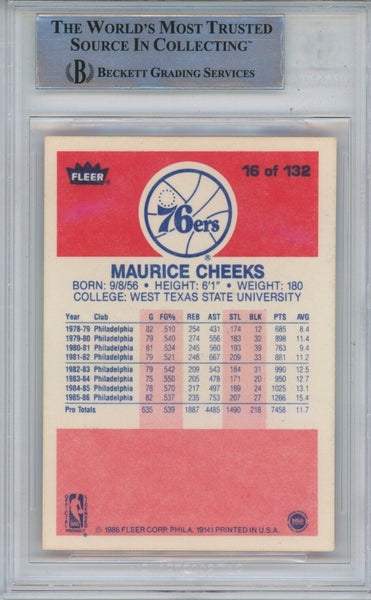 THE WORLD'S MOST TRUSTED
SOURCE IN COLLECTING™
B BECKETT GRADING SERVICES
FLEER
16 of 132
76ers
®
MAURICE CHEEKS
BORN: 9/8/56 • HEIGHT: 6'1" • WEIGHT: 180
COLLEGE: WEST TEXAS STATE UNIVERSITY
Year Club G FG% REB AST STL BLK PTS AVG
1978-79 Philadelphia 82 .510 254 431 174 12 685 8.4
1979-80 Philadelphia 79 .540 274 556 183 32 898 11.4
1980-81 Philadelphia 81 .534 245 560 193 39 763 9.4
1981-82 Philadelphia 79 .521 248 667 209 33 881 11.2
1982-83 Philadelphia 79 .542 209 543 184 31 990 12.5
1983-84 Philadelphia 75 .550 205 478 171 20 950 12.7
1984-85 Philadelphia 78 .570 217 497 169 24 1025 13.1
1985-86 Philadelphia 82 .537 235 753 207 27 1266 15.4
Pro Totals 635 .539 1887 4485 1490 218 7458 11.7
NBA
© 1986 FLEER CORP. PHILA. 19141 PRINTED IN U.S.A.